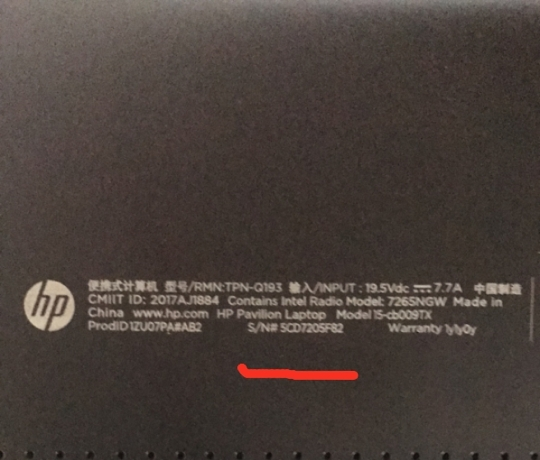 hp
便携式计算机 型号/RMN:TPN-Q193 输入/INPUT : 19.5Vdc ⎓ 7.7A 中国制造
CMIIT ID: 2017AJ1884 Contains Intel Radio Model: 7265NGW Made in
China www.hp.com HP Pavilion Laptop Model 15-cb009TX
ProdID 1ZU07PA#AB2 S/N# 5CD7205F82 Warranty 1y1y0y